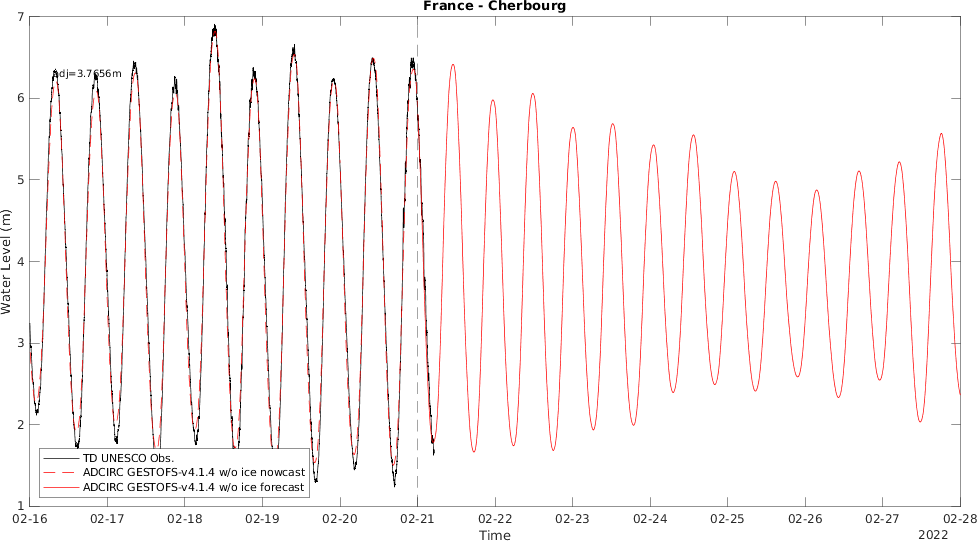 France - Cherbourg
7
6
5
4
3
2
1
Water Level (m)
adj=3.7656m
TD UNESCO Obs.
ADCIRC GESTOFS-v4.1.4 w/o ice nowcast
ADCIRC GESTOFS-v4.1.4 w/o ice forecast
02-16 02-17 02-18 02-19 02-20 02-21 02-22 02-23 02-24 02-25 02-26 02-27 02-28
Time
2022